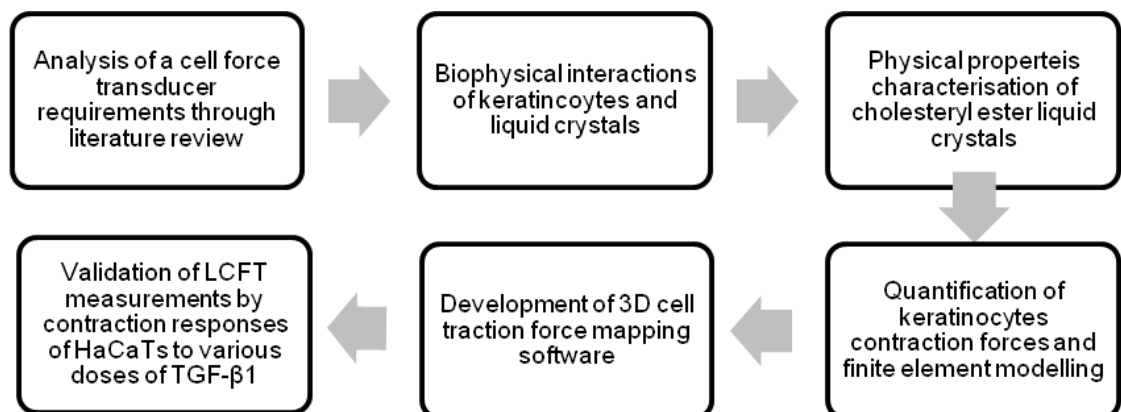 Analysis of a cell force
transducer
requirements through
literature review
Biophysical interactions
of keratincoytes and
liquid crystals
Physical properteis
characterisation of
cholesteryl ester liquid
crystals
Quantification of
keratinocytes
contraction forces and
finite element modelling
Development of 3D cell
traction force mapping
software
Validation of LCFT
measurements by
contraction responses
of HaCaTs to various
doses of TGF-β1